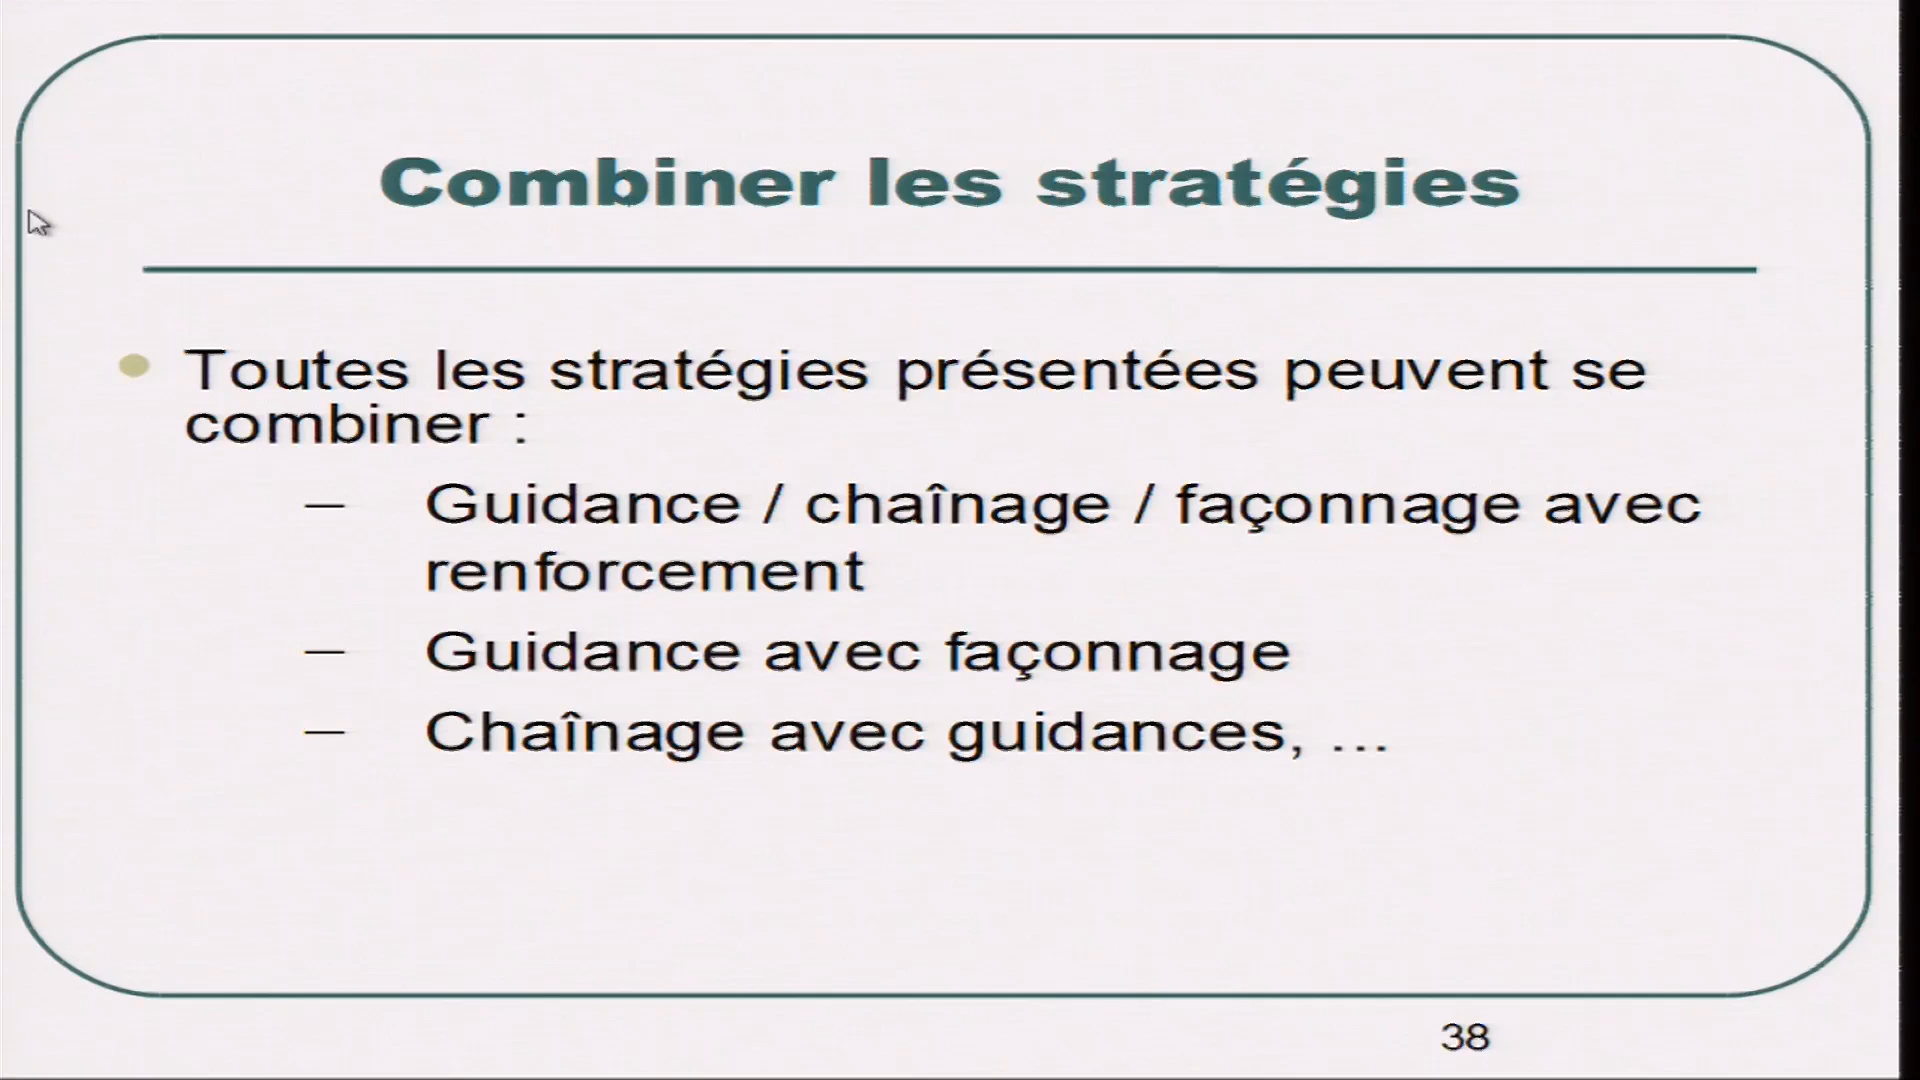 Combiner les stratégies
Toutes les stratégies présentées peuvent se
combiner :
– Guidance / chaînage / façonnage avec
renforcement
– Guidance avec façonnage
– Chaînage avec guidances, ...
38